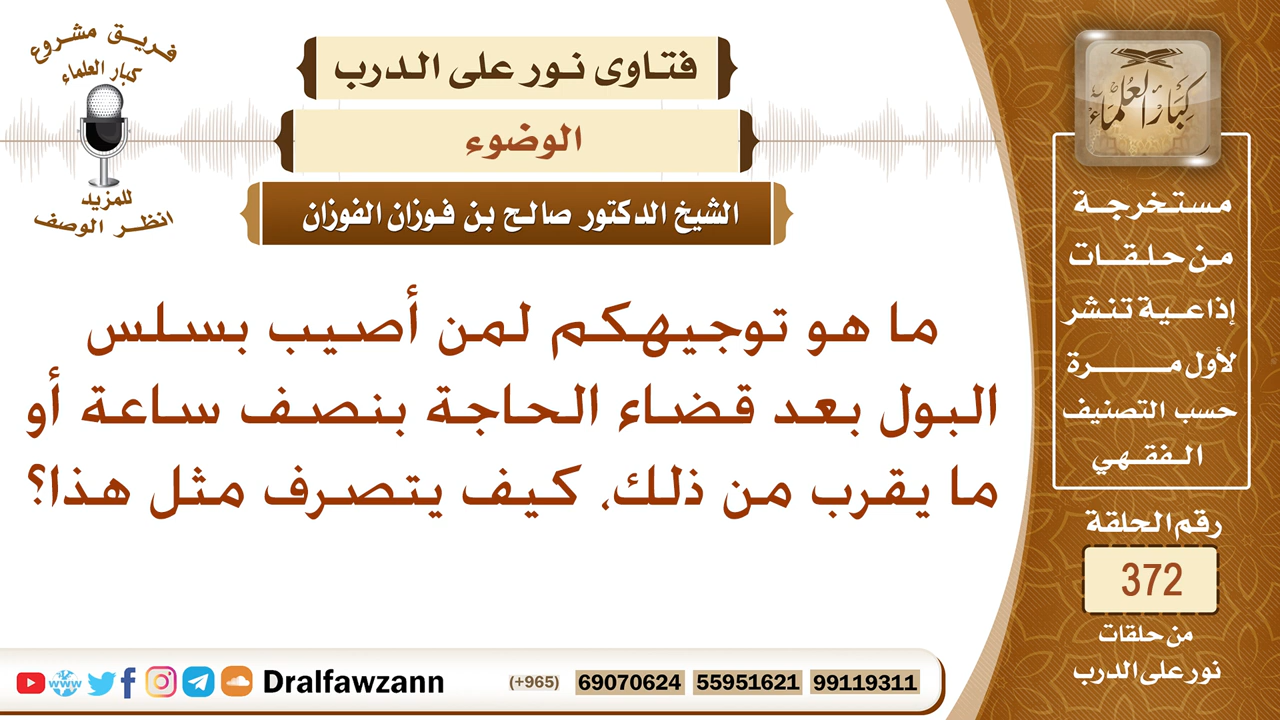 فريق مشروع
كبار العلماء
للمزيد
انظر الوصف
فتاوى نور على الدرب
الوضوء
الشيخ الدكتور صالح بن فوزان الفوزان
ما هو توجيهكم لمن أصيب بسلس
البول بعد قضاء الحاجة بنصف ساعة أو
ما يقرب من ذلك، كيف يتصرف مثل هذا؟
كبار العلماء
مستخرجة
من حلقات
إذاعية تنشر
لأول مرة
حسب التصنيف
الفقهي
رقم الحلقة
372
من حلقات
نور على الدرب
www Dralfawzann (+965) 69070624 55951621 99119311